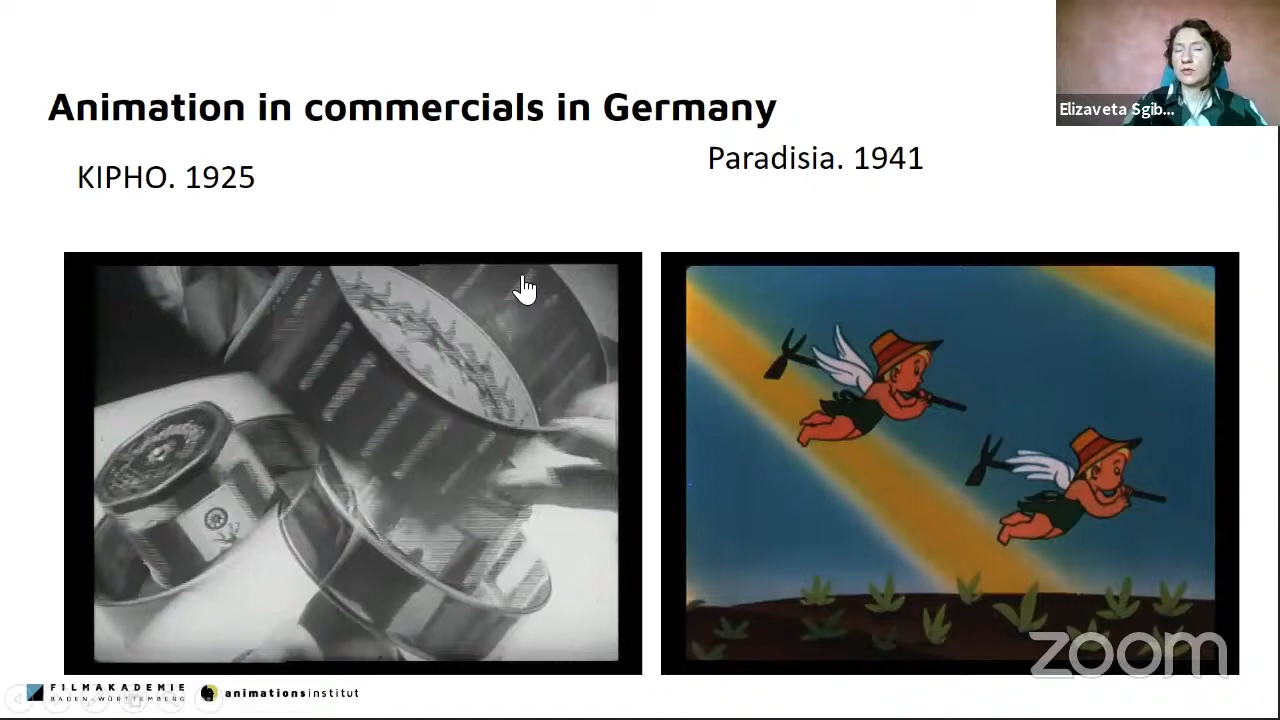 Animation in commercials in Germany
Elizaveta Sgib...
KIPHO. 1925
Paradisia. 1941
zoom
FILMAKADEMIE
BADEN-WÜRTTEMBERG
animationsinstitut